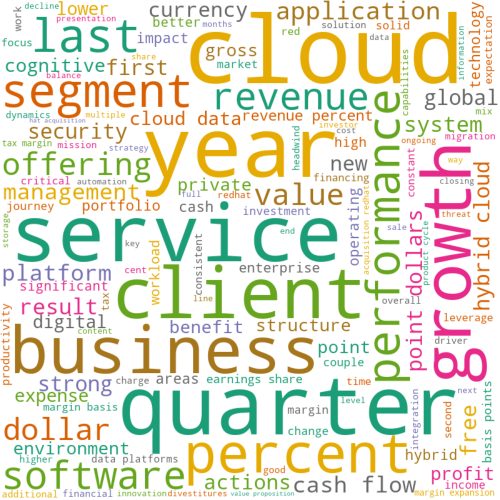 decline
work
lower
currency
cloud
application
technology
presentation
months
better
solution
solid
red
data
focus
last
impact
gross
share
market
expectation
information
cognitive
first
segment
revenue
capabilities
global
balance
multiple
mix
dynamics
hat acquisition
investor
cloud data
revenue percent
system
security
year
cost
high
migration
tax margin
mission
strategy
headwind
ongoing
way
offering
new
performance
growth
hybrid cloud
critical
automation
private
financing
constant
closing
management
full
redhat
value
acquisition redhat
threat
journey
portfolio
cash
investment
operating
point dollars
sale
product cycle
storage
service
end
key
consistent
enterprise
platform
cent
workload
client
overall
significant
tax
line
leverage
result
digital
content
benefit
structure
driver
productivity
business
point
couple
strong
charge
areas
earnings share
time
expense
margin basis
quarter
level
integration
second
next
basis points
dollar
margin
change
free
environment
percent
higher
data platforms
good
hybrid
software
actions
cash flow
profit
income
additional
financial
innovation
divestitures
value proposition
margin expansion